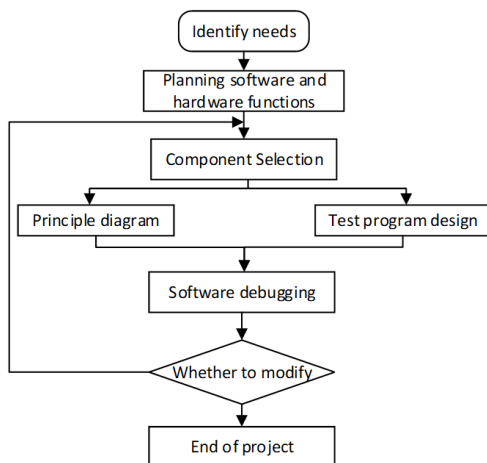 Identify needs
Planning software and
hardware functions
Component Selection
Principle diagram
Test program design
Software debugging
Whether to modify
End of project